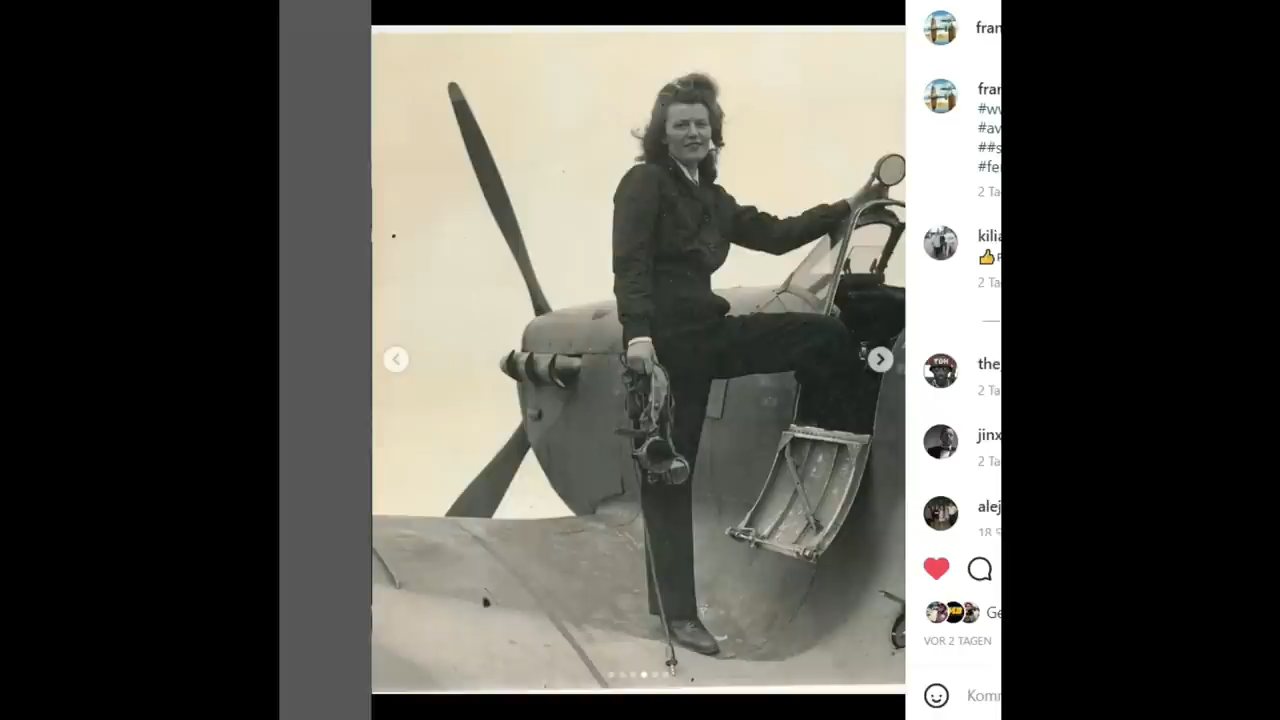 fran
fran
#wv
#av
##s
#fe
2 Ta
kilia
2 Ta
the
2 Ta
jinx
2 Ta
alej
Ge
VOR 2 TAGEN
Komm